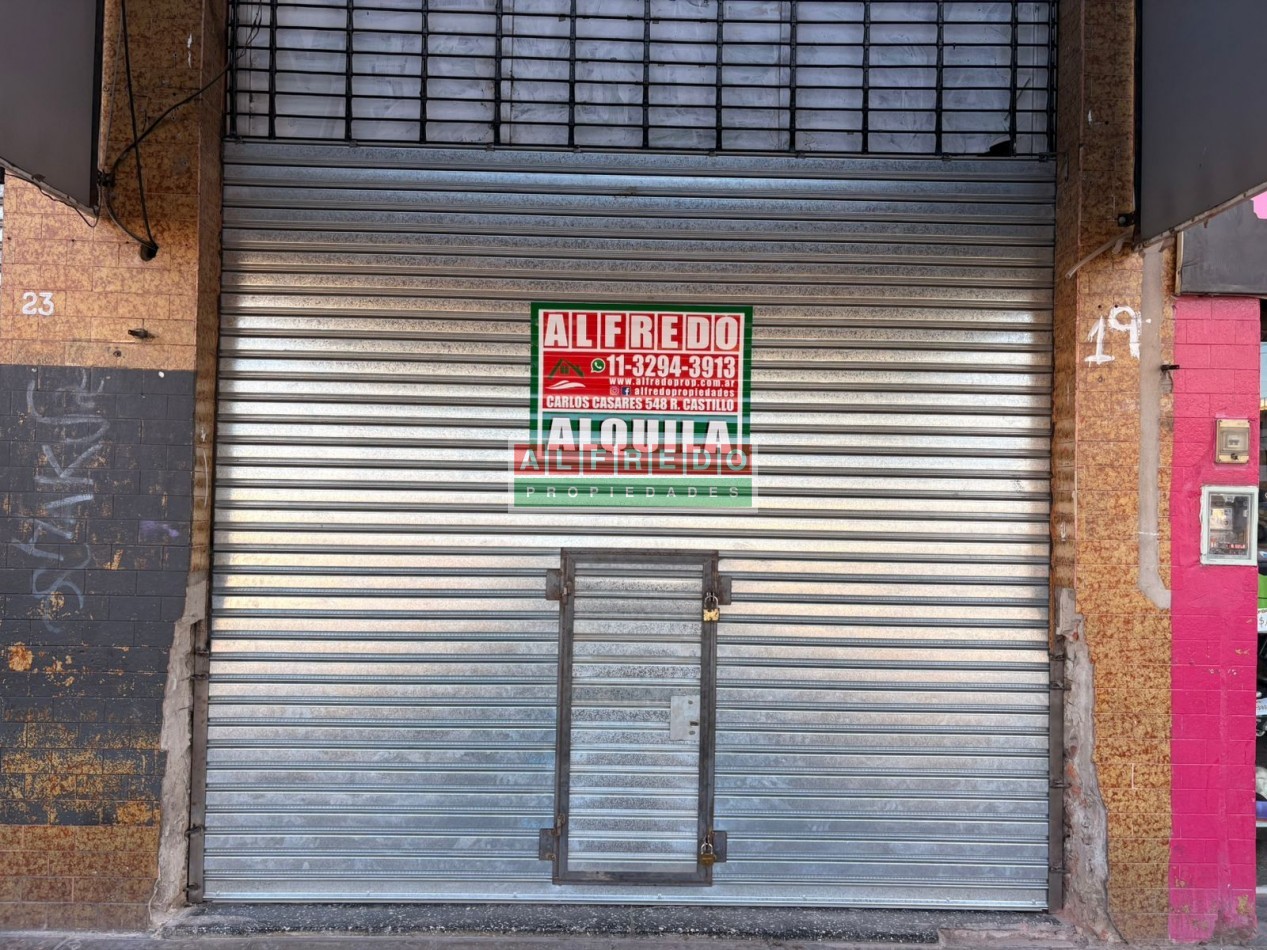 23
19
ALFREDO
11-3294-3913
www.alfredoprop.com.ar
alfredopropiedades
CARLOS CASARES 548 R. CASTILLO
ALQUILA
ALFREDO
PROPIEDADES